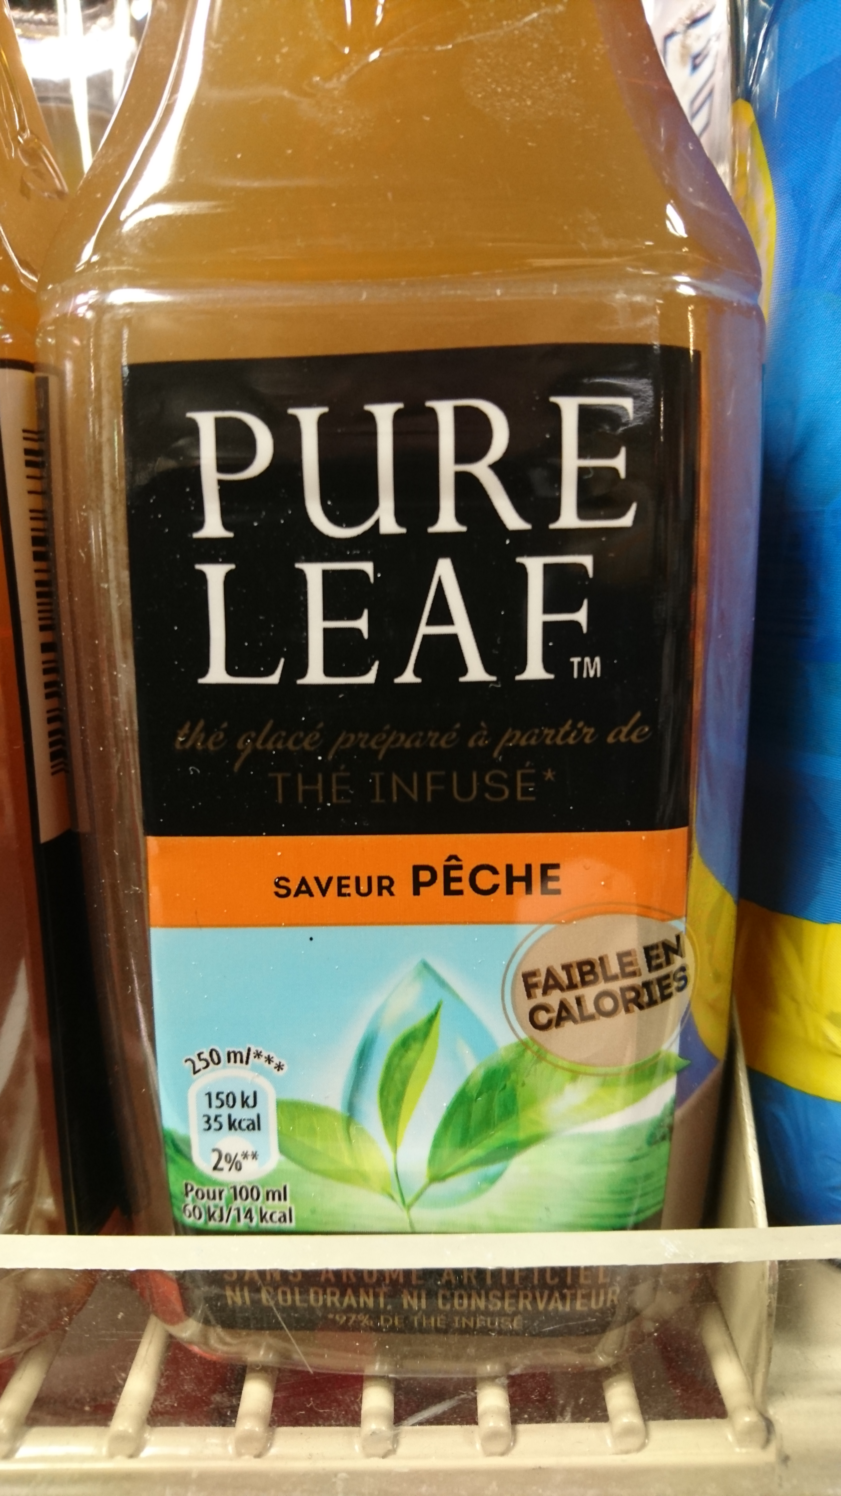 PURE
LEAF™
thé glacé préparé à partir de
THÉ INFUSÉ*
SAVEUR PÊCHE
FAIBLE EN
CALORIES
250 ml/***
150 kJ
35 kcal
2%**
Pour 100 ml
60 kJ/14 kcal
SANS ARÔME ARTIFICIEL
NI COLORANT, NI CONSERVATEUR
*97% DE THÉ INFUSÉ